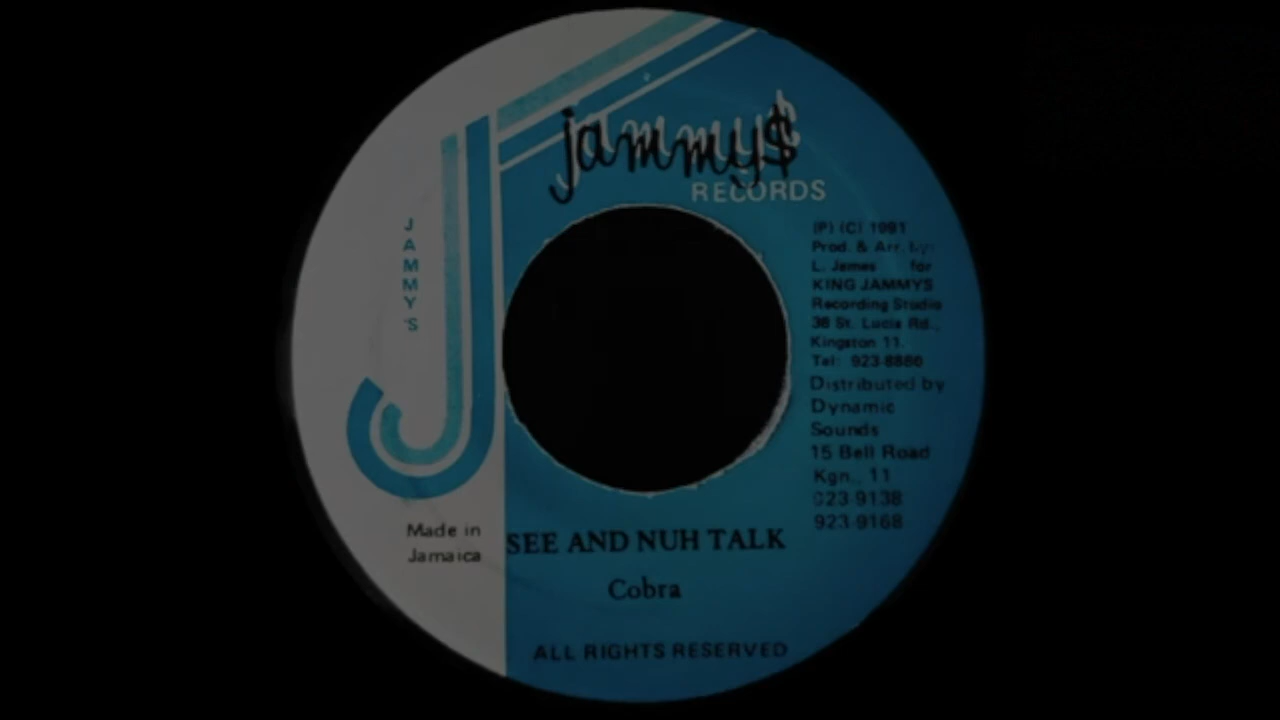 jammy$
RECORDS
J
A
M
M
Y
'S
(P) (C) 1991
Prod. & Arr. by:
L. James for
KING JAMMYS
Recording Studio
38 St. Lucia Rd.,
Kingston 11.
Tel: 923-8880
Distributed by
Dynamic
Sounds
15 Bell Road
Kgn., 11
923-9138
923-9168
Made in
Jamaica
SEE AND NUH TALK
Cobra
ALL RIGHTS RESERVED